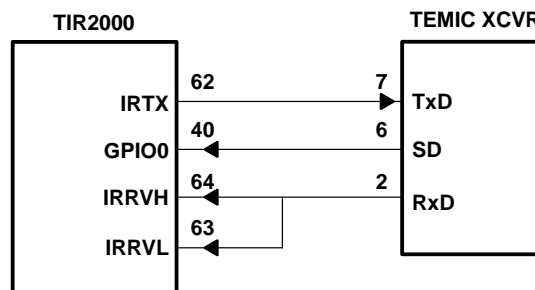 TIR2000 TEMIC XCVR
62 7
IRTX TxD
40 6
GPIO0 SD
64 2
IRRVH RxD
63
IRRVL